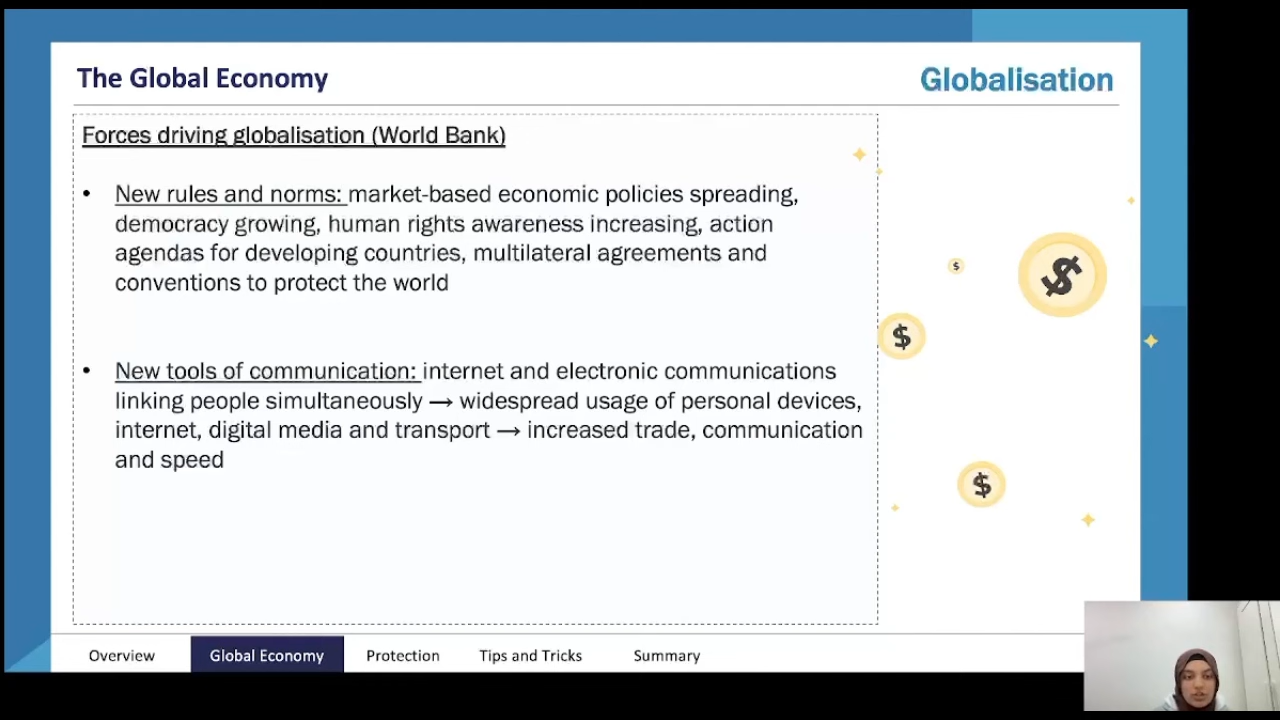 The Global Economy
Globalisation
Forces driving globalisation (World Bank)
• New rules and norms: market-based economic policies spreading,
democracy growing, human rights awareness increasing, action
agendas for developing countries, multilateral agreements and
conventions to protect the world
• New tools of communication: internet and electronic communications
linking people simultaneously → widespread usage of personal devices,
internet, digital media and transport → increased trade, communication
and speed
$
$
$
$
Overview Global Economy Protection Tips and Tricks Summary